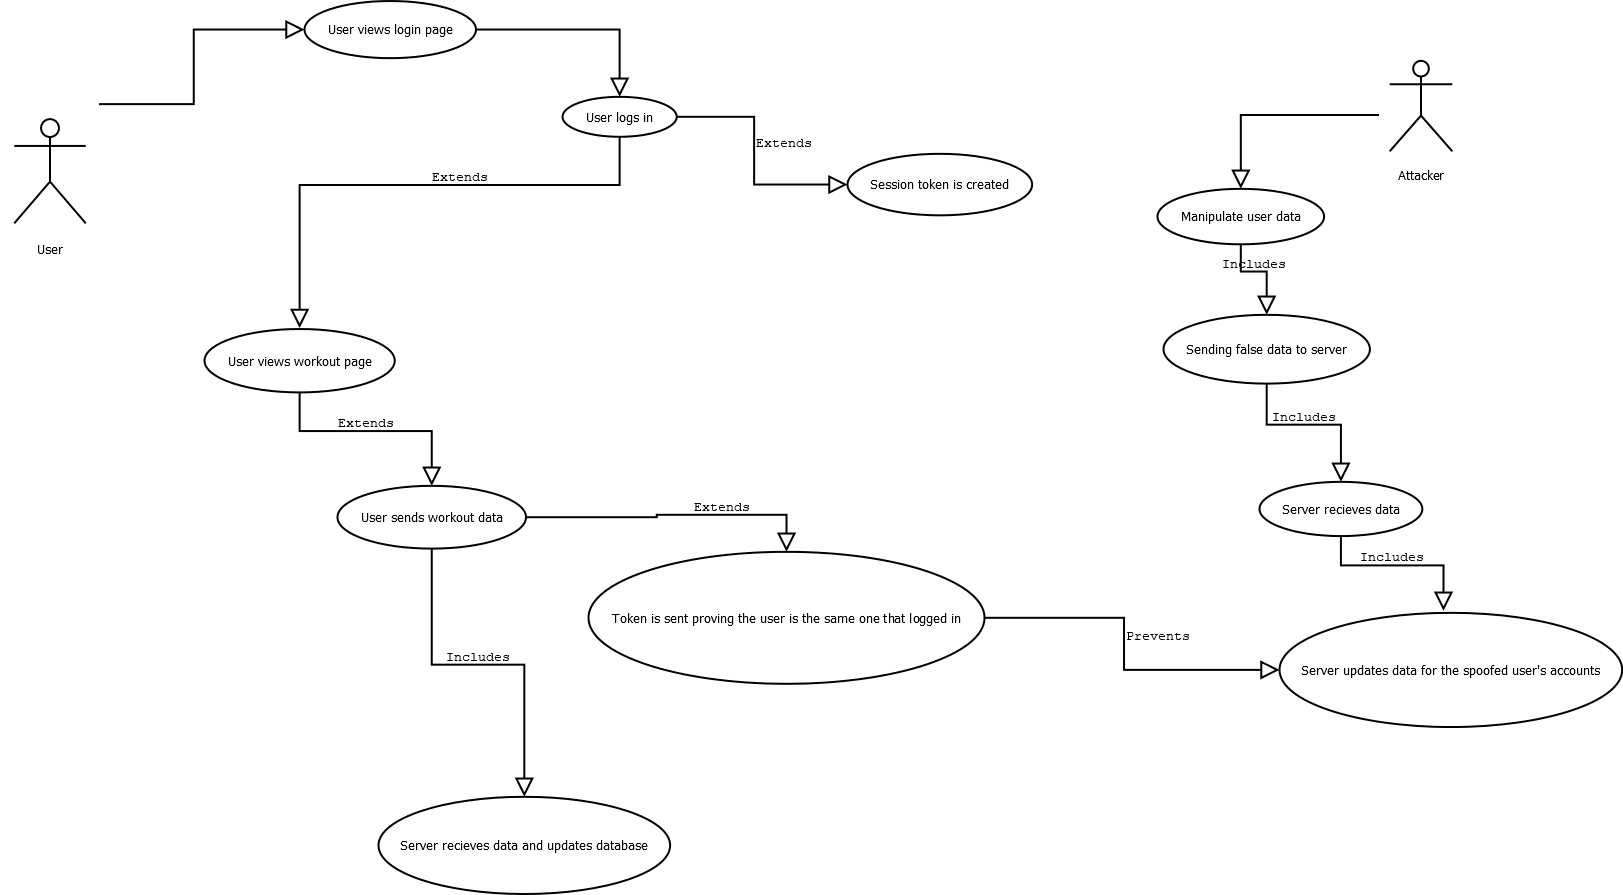 User views login page
User logs in
Extends
Session token is created
Attacker
Extends
Manipulate user data
User
Includes
Sending false data to server
User views workout page
Includes
Extends
Server recieves data
User sends workout data
Extends
Includes
Token is sent proving the user is the same one that logged in
Prevents
Includes
Server updates data for the spoofed user's accounts
Server recieves data and updates database